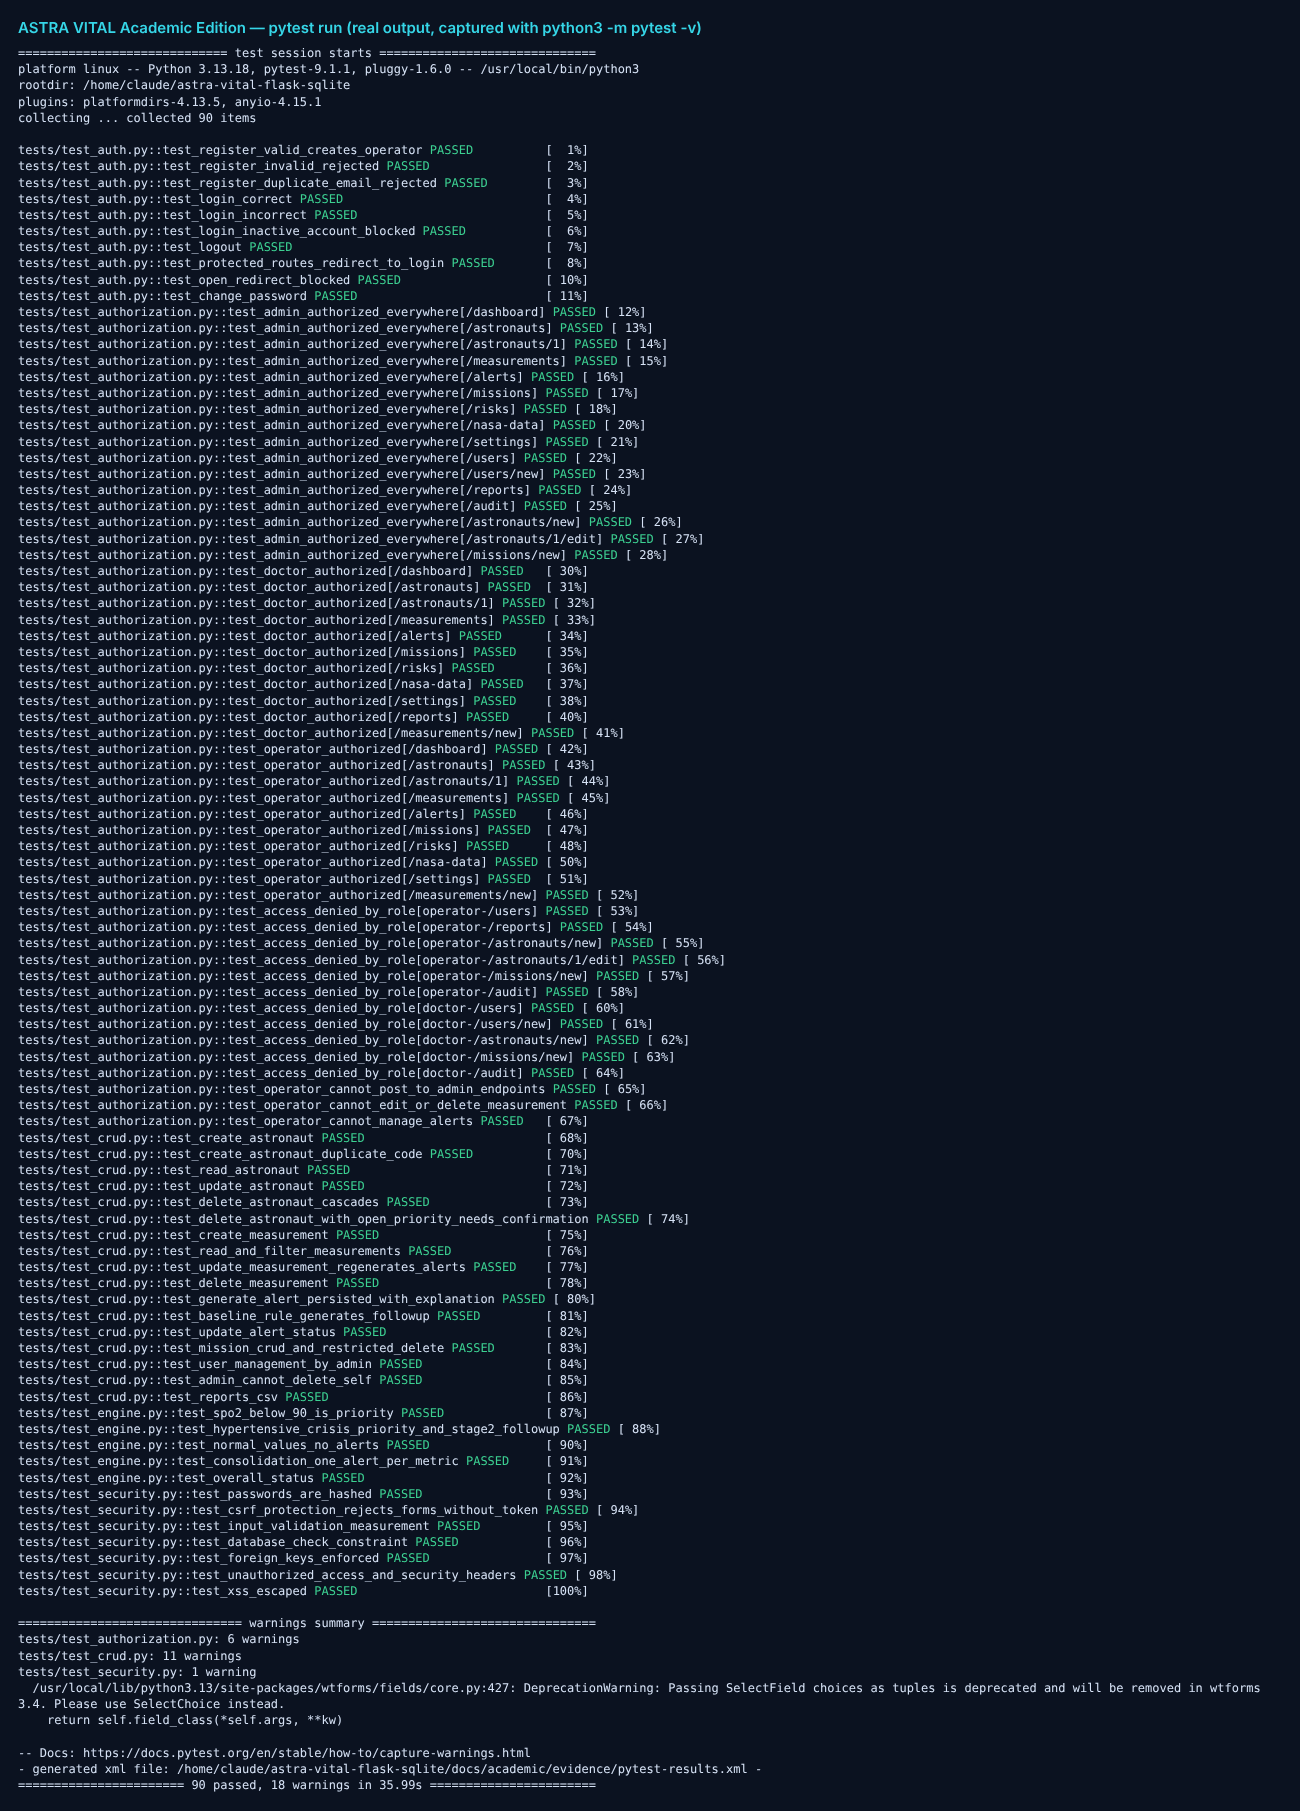 ASTRA VITAL Academic Edition — pytest run (real output, captured with python3 -m pytest -v)
============================= test session starts ==============================
platform linux -- Python 3.13.18, pytest-9.1.1, pluggy-1.6.0 -- /usr/local/bin/python3
rootdir: /home/claude/astra-vital-flask-sqlite
plugins: platformdirs-4.13.5, anyio-4.15.1
collecting ... collected 90 items
tests/test_auth.py::test_register_valid_creates_operator PASSED [ 1%]
tests/test_auth.py::test_register_invalid_rejected PASSED [ 2%]
tests/test_auth.py::test_register_duplicate_email_rejected PASSED [ 3%]
tests/test_auth.py::test_login_correct PASSED [ 4%]
tests/test_auth.py::test_login_incorrect PASSED [ 5%]
tests/test_auth.py::test_login_inactive_account_blocked PASSED [ 6%]
tests/test_auth.py::test_logout PASSED [ 7%]
tests/test_auth.py::test_protected_routes_redirect_to_login PASSED [ 8%]
tests/test_auth.py::test_open_redirect_blocked PASSED [ 10%]
tests/test_auth.py::test_change_password PASSED [ 11%]
tests/test_authorization.py::test_admin_authorized_everywhere[/dashboard] PASSED [ 12%]
tests/test_authorization.py::test_admin_authorized_everywhere[/astronauts] PASSED [ 13%]
tests/test_authorization.py::test_admin_authorized_everywhere[/astronauts/1] PASSED [ 14%]
tests/test_authorization.py::test_admin_authorized_everywhere[/measurements] PASSED [ 15%]
tests/test_authorization.py::test_admin_authorized_everywhere[/alerts] PASSED [ 16%]
tests/test_authorization.py::test_admin_authorized_everywhere[/missions] PASSED [ 17%]
tests/test_authorization.py::test_admin_authorized_everywhere[/risks] PASSED [ 18%]
tests/test_authorization.py::test_admin_authorized_everywhere[/nasa-data] PASSED [ 20%]
tests/test_authorization.py::test_admin_authorized_everywhere[/settings] PASSED [ 21%]
tests/test_authorization.py::test_admin_authorized_everywhere[/users] PASSED [ 22%]
tests/test_authorization.py::test_admin_authorized_everywhere[/users/new] PASSED [ 23%]
tests/test_authorization.py::test_admin_authorized_everywhere[/reports] PASSED [ 24%]
tests/test_authorization.py::test_admin_authorized_everywhere[/audit] PASSED [ 25%]
tests/test_authorization.py::test_admin_authorized_everywhere[/astronauts/new] PASSED [ 26%]
tests/test_authorization.py::test_admin_authorized_everywhere[/astronauts/1/edit] PASSED [ 27%]
tests/test_authorization.py::test_admin_authorized_everywhere[/missions/new] PASSED [ 28%]
tests/test_authorization.py::test_doctor_authorized[/dashboard] PASSED [ 30%]
tests/test_authorization.py::test_doctor_authorized[/astronauts] PASSED [ 31%]
tests/test_authorization.py::test_doctor_authorized[/astronauts/1] PASSED [ 32%]
tests/test_authorization.py::test_doctor_authorized[/measurements] PASSED [ 33%]
tests/test_authorization.py::test_doctor_authorized[/alerts] PASSED [ 34%]
tests/test_authorization.py::test_doctor_authorized[/missions] PASSED [ 35%]
tests/test_authorization.py::test_doctor_authorized[/risks] PASSED [ 36%]
tests/test_authorization.py::test_doctor_authorized[/nasa-data] PASSED [ 37%]
tests/test_authorization.py::test_doctor_authorized[/settings] PASSED [ 38%]
tests/test_authorization.py::test_doctor_authorized[/reports] PASSED [ 40%]
tests/test_authorization.py::test_doctor_authorized[/measurements/new] PASSED [ 41%]
tests/test_authorization.py::test_operator_authorized[/dashboard] PASSED [ 42%]
tests/test_authorization.py::test_operator_authorized[/astronauts] PASSED [ 43%]
tests/test_authorization.py::test_operator_authorized[/astronauts/1] PASSED [ 44%]
tests/test_authorization.py::test_operator_authorized[/measurements] PASSED [ 45%]
tests/test_authorization.py::test_operator_authorized[/alerts] PASSED [ 46%]
tests/test_authorization.py::test_operator_authorized[/missions] PASSED [ 47%]
tests/test_authorization.py::test_operator_authorized[/risks] PASSED [ 48%]
tests/test_authorization.py::test_operator_authorized[/nasa-data] PASSED [ 50%]
tests/test_authorization.py::test_operator_authorized[/settings] PASSED [ 51%]
tests/test_authorization.py::test_operator_authorized[/measurements/new] PASSED [ 52%]
tests/test_authorization.py::test_access_denied_by_role[operator-/users] PASSED [ 53%]
tests/test_authorization.py::test_access_denied_by_role[operator-/reports] PASSED [ 54%]
tests/test_authorization.py::test_access_denied_by_role[operator-/astronauts/new] PASSED [ 55%]
tests/test_authorization.py::test_access_denied_by_role[operator-/astronauts/1/edit] PASSED [ 56%]
tests/test_authorization.py::test_access_denied_by_role[operator-/missions/new] PASSED [ 57%]
tests/test_authorization.py::test_access_denied_by_role[operator-/audit] PASSED [ 58%]
tests/test_authorization.py::test_access_denied_by_role[doctor-/users] PASSED [ 60%]
tests/test_authorization.py::test_access_denied_by_role[doctor-/users/new] PASSED [ 61%]
tests/test_authorization.py::test_access_denied_by_role[doctor-/astronauts/new] PASSED [ 62%]
tests/test_authorization.py::test_access_denied_by_role[doctor-/missions/new] PASSED [ 63%]
tests/test_authorization.py::test_access_denied_by_role[doctor-/audit] PASSED [ 64%]
tests/test_authorization.py::test_operator_cannot_post_to_admin_endpoints PASSED [ 65%]
tests/test_authorization.py::test_operator_cannot_edit_or_delete_measurement PASSED [ 66%]
tests/test_authorization.py::test_operator_cannot_manage_alerts PASSED [ 67%]
tests/test_crud.py::test_create_astronaut PASSED [ 68%]
tests/test_crud.py::test_create_astronaut_duplicate_code PASSED [ 70%]
tests/test_crud.py::test_read_astronaut PASSED [ 71%]
tests/test_crud.py::test_update_astronaut PASSED [ 72%]
tests/test_crud.py::test_delete_astronaut_cascades PASSED [ 73%]
tests/test_crud.py::test_delete_astronaut_with_open_priority_needs_confirmation PASSED [ 74%]
tests/test_crud.py::test_create_measurement PASSED [ 75%]
tests/test_crud.py::test_read_and_filter_measurements PASSED [ 76%]
tests/test_crud.py::test_update_measurement_regenerates_alerts PASSED [ 77%]
tests/test_crud.py::test_delete_measurement PASSED [ 78%]
tests/test_crud.py::test_generate_alert_persisted_with_explanation PASSED [ 80%]
tests/test_crud.py::test_baseline_rule_generates_followup PASSED [ 81%]
tests/test_crud.py::test_update_alert_status PASSED [ 82%]
tests/test_crud.py::test_mission_crud_and_restricted_delete PASSED [ 83%]
tests/test_crud.py::test_user_management_by_admin PASSED [ 84%]
tests/test_crud.py::test_admin_cannot_delete_self PASSED [ 85%]
tests/test_crud.py::test_reports_csv PASSED [ 86%]
tests/test_engine.py::test_spo2_below_90_is_priority PASSED [ 87%]
tests/test_engine.py::test_hypertensive_crisis_priority_and_stage2_followup PASSED [ 88%]
tests/test_engine.py::test_normal_values_no_alerts PASSED [ 90%]
tests/test_engine.py::test_consolidation_one_alert_per_metric PASSED [ 91%]
tests/test_engine.py::test_overall_status PASSED [ 92%]
tests/test_security.py::test_passwords_are_hashed PASSED [ 93%]
tests/test_security.py::test_csrf_protection_rejects_forms_without_token PASSED [ 94%]
tests/test_security.py::test_input_validation_measurement PASSED [ 95%]
tests/test_security.py::test_database_check_constraint PASSED [ 96%]
tests/test_security.py::test_foreign_keys_enforced PASSED [ 97%]
tests/test_security.py::test_unauthorized_access_and_security_headers PASSED [ 98%]
tests/test_security.py::test_xss_escaped PASSED [100%]
=============================== warnings summary ===============================
tests/test_authorization.py: 6 warnings
tests/test_crud.py: 11 warnings
tests/test_security.py: 1 warning
/usr/local/lib/python3.13/site-packages/wtforms/fields/core.py:427: DeprecationWarning: Passing SelectField choices as tuples is deprecated and will be removed in wtforms
3.4. Please use SelectChoice instead.
return self.field_class(*self.args, **kw)
-- Docs: https://docs.pytest.org/en/stable/how-to/capture-warnings.html
- generated xml file: /home/claude/astra-vital-flask-sqlite/docs/academic/evidence/pytest-results.xml -
======================= 90 passed, 18 warnings in 35.99s =======================